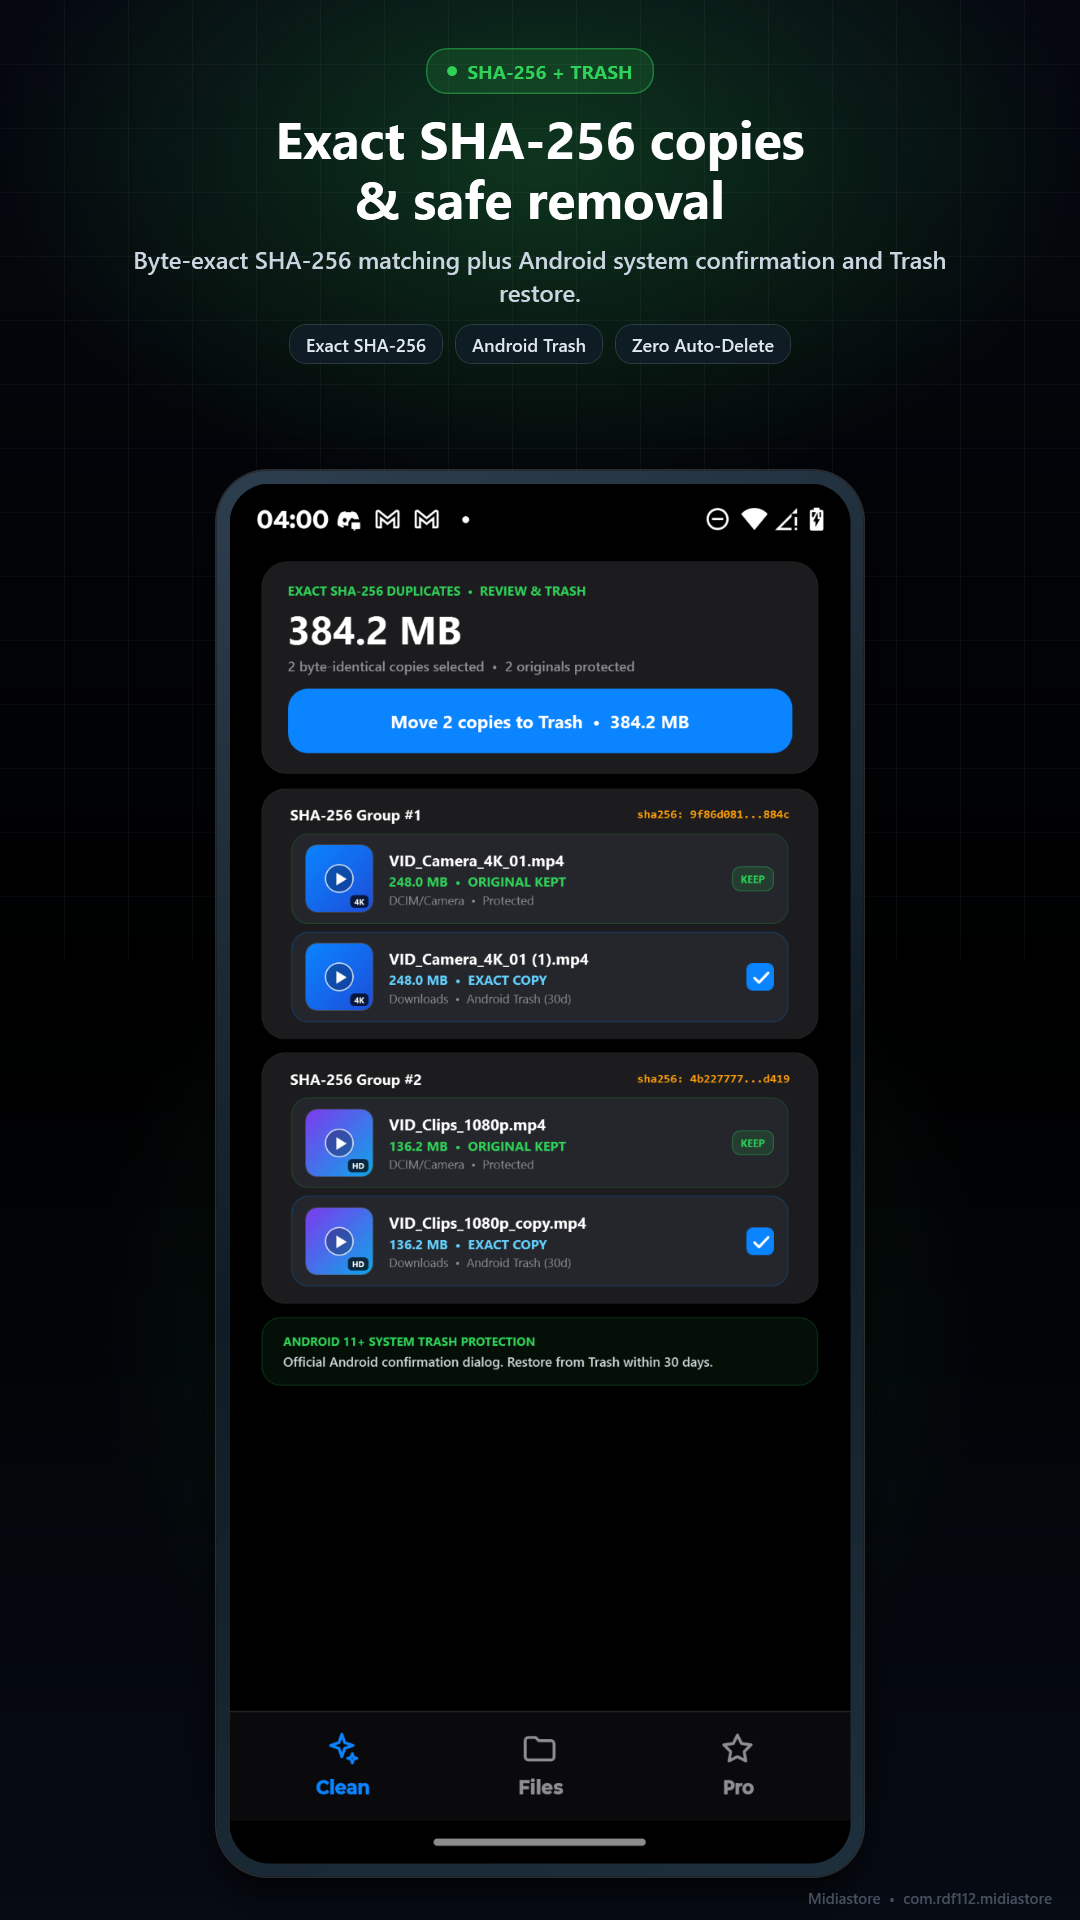 SHA-256 + TRASH
Exact SHA-256 copies
& safe removal
Byte-exact SHA-256 matching plus Android system confirmation and Trash
restore.
Exact SHA-256
Android Trash
Zero Auto-Delete
04:00
EXACT SHA-256 DUPLICATES • REVIEW & TRASH
384.2 MB
2 byte-identical copies selected • 2 originals protected
Move 2 copies to Trash • 384.2 MB
SHA-256 Group #1
sha256: 9f86d081...884c
VID_Camera_4K_01.mp4
248.0 MB • ORIGINAL KEPT
DCIM/Camera • Protected
4K
KEEP
VID_Camera_4K_01 (1).mp4
248.0 MB • EXACT COPY
Downloads • Android Trash (30d)
4K
SHA-256 Group #2
sha256: 4b227777...d419
VID_Clips_1080p.mp4
136.2 MB • ORIGINAL KEPT
DCIM/Camera • Protected
HD
KEEP
VID_Clips_1080p_copy.mp4
136.2 MB • EXACT COPY
Downloads • Android Trash (30d)
HD
ANDROID 11+ SYSTEM TRASH PROTECTION
Official Android confirmation dialog. Restore from Trash within 30 days.
Clean
Files
Pro
Midiastore • com.rdf112.midiastore